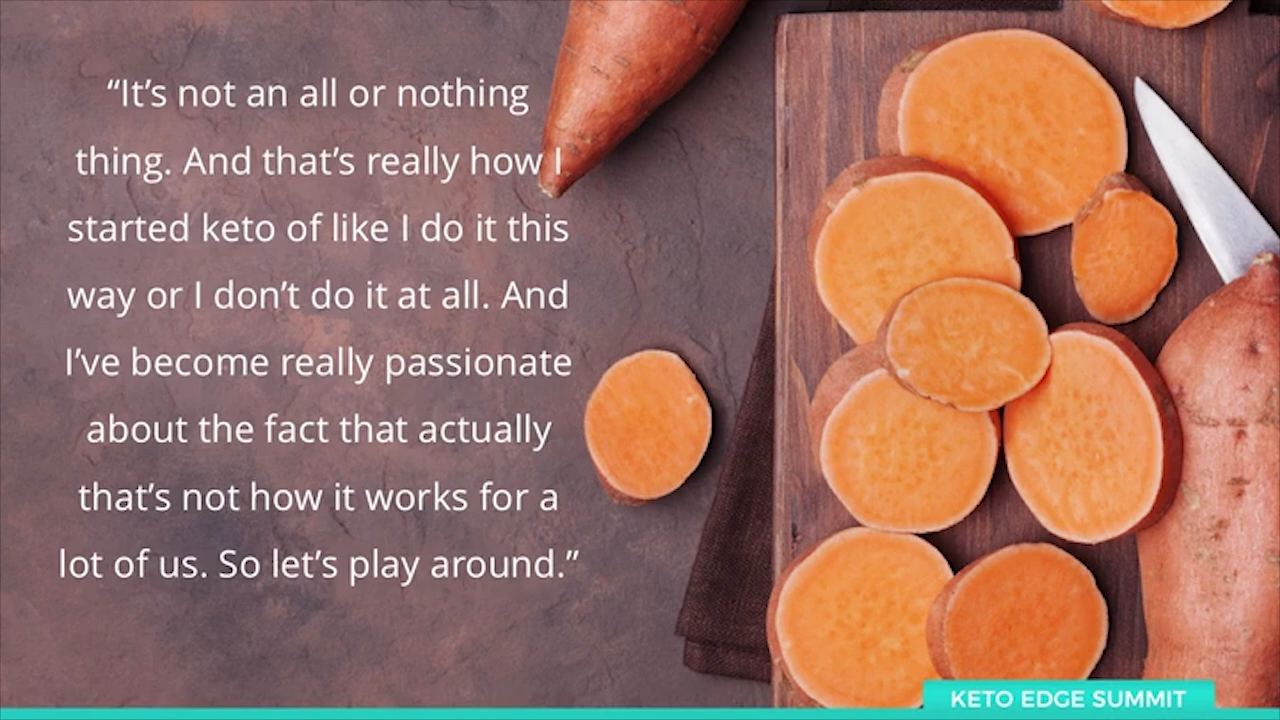 “It’s not an all or nothing
thing. And that’s really how I
started keto of like I do it this
way or I don’t do it at all. And
I’ve become really passionate
about the fact that actually
that’s not how it works for a
lot of us. So let’s play around.”
KETO EDGE SUMMIT